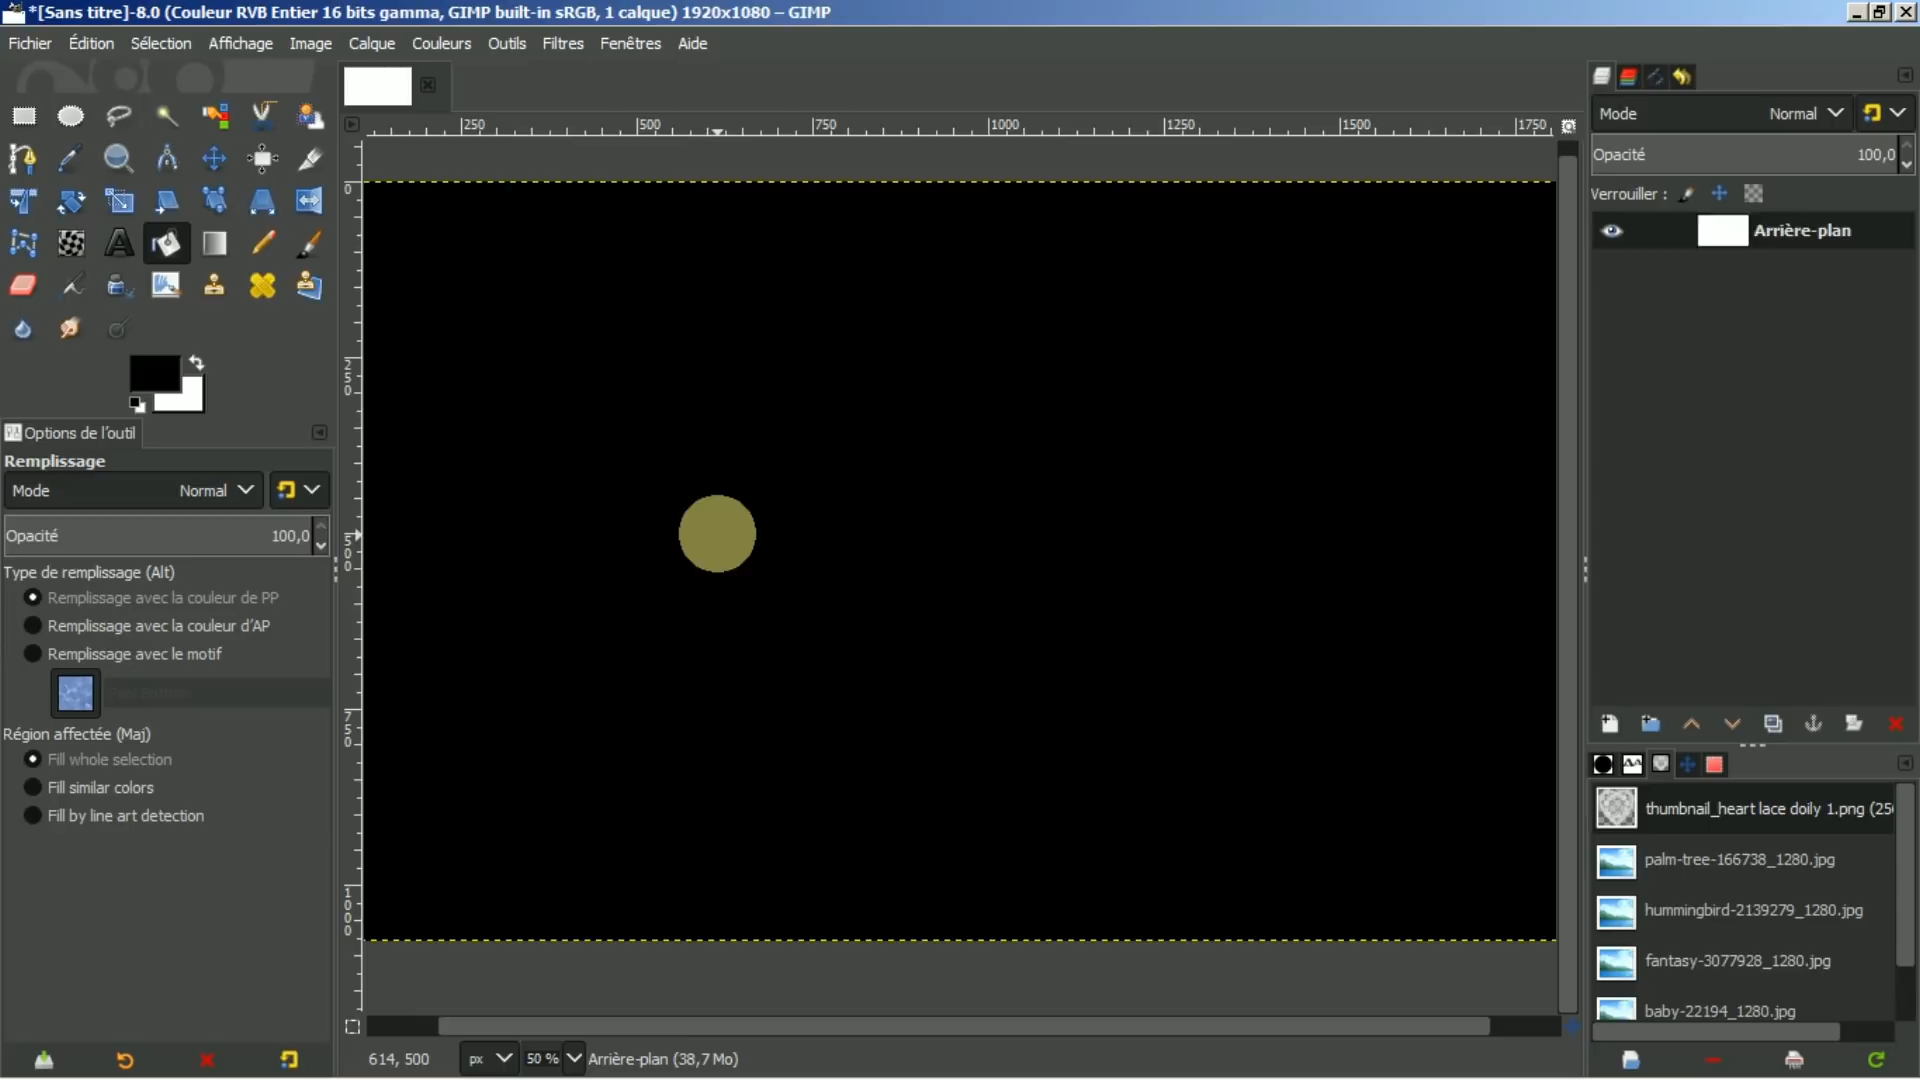 *[Sans titre]-8.0 (Couleur RVB Entier 16 bits gamma, GIMP built-in sRGB, 1 calque) 1920x1080 – GIMP
Fichier Édition Sélection Affichage Image Calque Couleurs Outils Filtres Fenêtres Aide
250 500 750 1000 1250 1500 1750
0
250
500
750
1000
Options de l'outil
Remplissage
Mode Normal
Opacité 100,0
Type de remplissage (Alt)
Remplissage avec la couleur de PP
Remplissage avec la couleur d'AP
Remplissage avec le motif
Région affectée (Maj)
Fill whole selection
Fill similar colors
Fill by line art detection
614, 500 px 50 % Arrière-plan (38,7 Mo)
Mode Normal
Opacité 100,0
Verrouiller :
Arrière-plan
thumbnail_heart lace doily 1.png (25
palm-tree-166738_1280.jpg
hummingbird-2139279_1280.jpg
fantasy-3077928_1280.jpg
baby-22194_1280.jpg